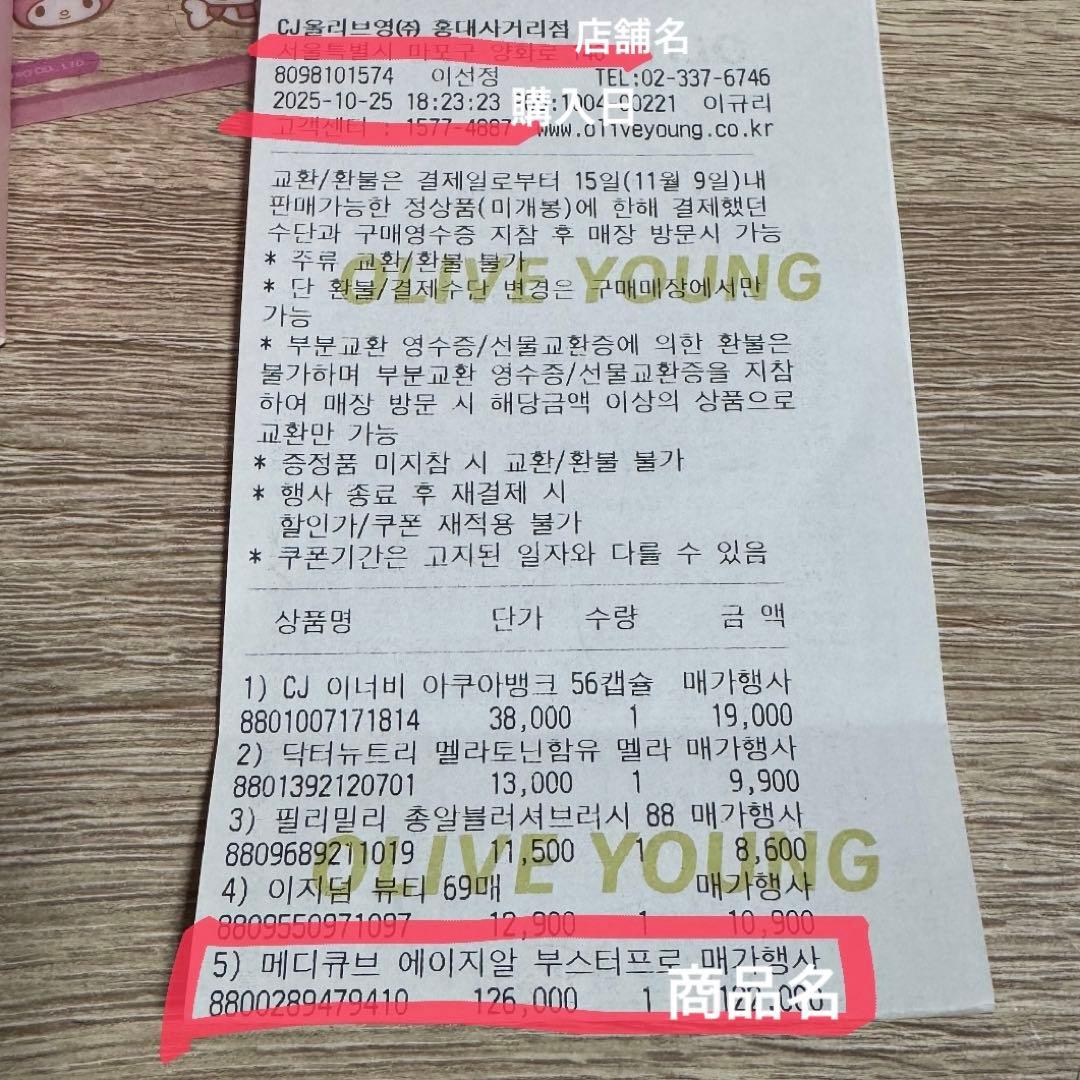 CJ올리브영㈜ 홍대사거리점
店舗名
서울특별시 마포구 양화로
8098101574 이선정 TEL:02-337-6746
2025-10-25 18:23:23 이규리
購入日
고객센터 : 1577-4887 www.oliveyoung.co.kr
교환/환불은 결제일로부터 15일(11월 9일)내
판매가능한 정상품(미개봉)에 한해 결제했던
수단과 구매영수증 지참 후 매장 방문시 가능
* 주류 교환/환불 불가
OLIVE YOUNG
* 단 환불/결제수단 변경은 구매매장에서만
가능
* 부분교환 영수증/선물교환증에 의한 환불은
불가하며 부분교환 영수증/선물교환증을 지참
하여 매장 방문 시 해당금액 이상의 상품으로
교환만 가능
* 증정품 미지참 시 교환/환불 불가
* 행사 종료 후 재결제 시
할인가/쿠폰 재적용 불가
* 쿠폰기간은 고지된 일자와 다를 수 있음
상품명 단가 수량 금 액
1) CJ 이너비 아쿠아뱅크 56캡슐 매가행사
8801007171814 38,000 1 19,000
2) 닥터뉴트리 멜라토닌함유 멜라 매가행사
8801392120701 13,000 1 9,900
3) 필리밀리 총알블러셔브러시 88 매가행사
8809689211019 11,500 1 8,600
OLIVE YOUNG
4) 이지덤 뷰티 69매 매가행사
8809550971097 12,900 1 10,900
5) 메디큐브 에이지알 부스터프로 매가행사
8800289479410 126,000 1
商品名